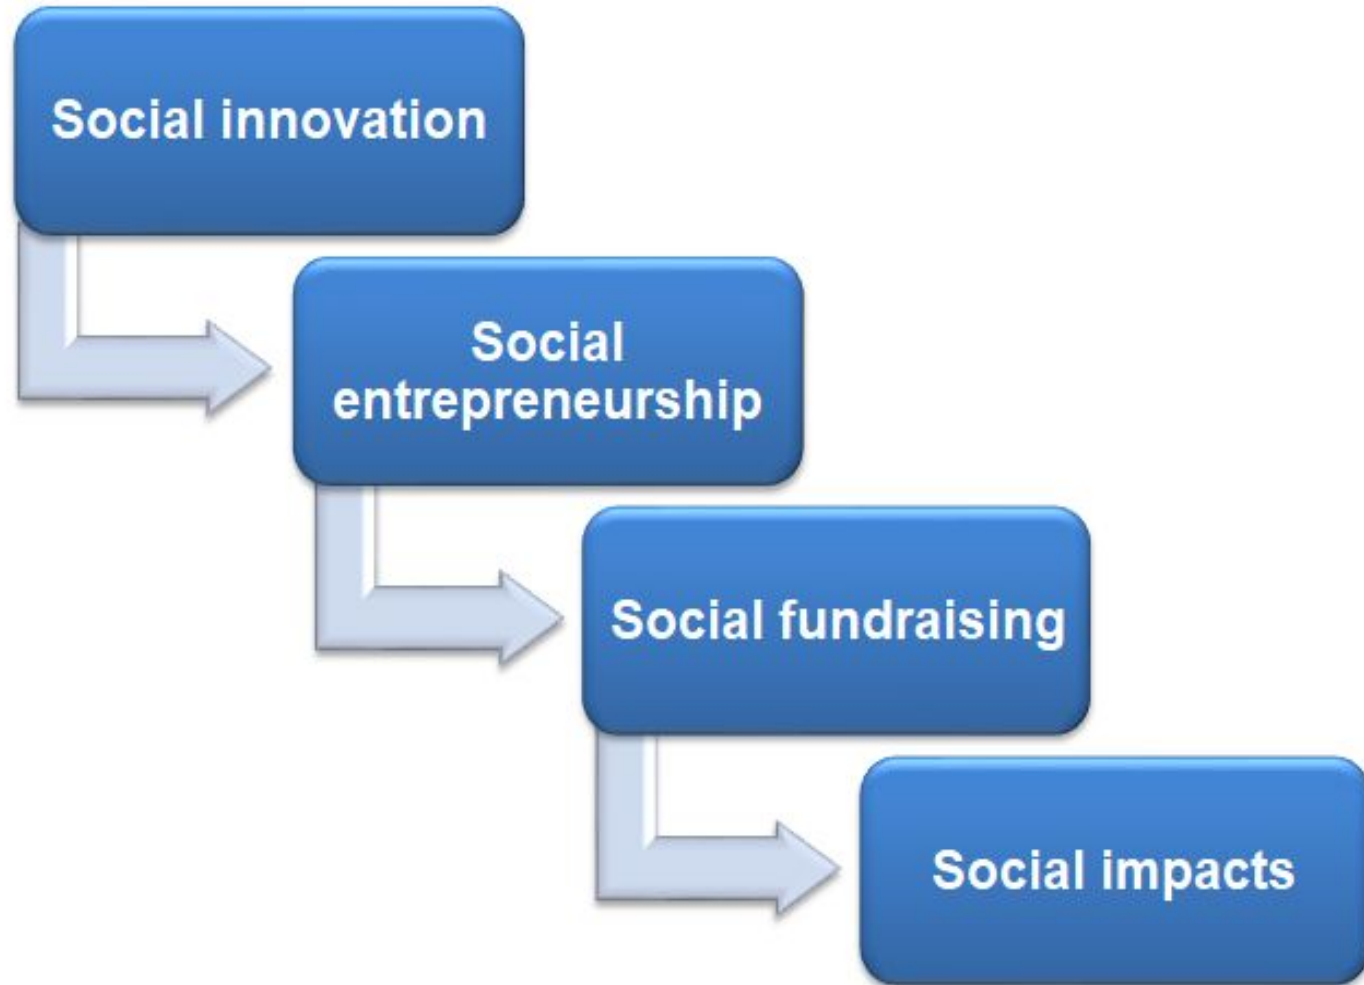 Social innovation
Social
entrepreneurship
Social fundraising
Social impacts